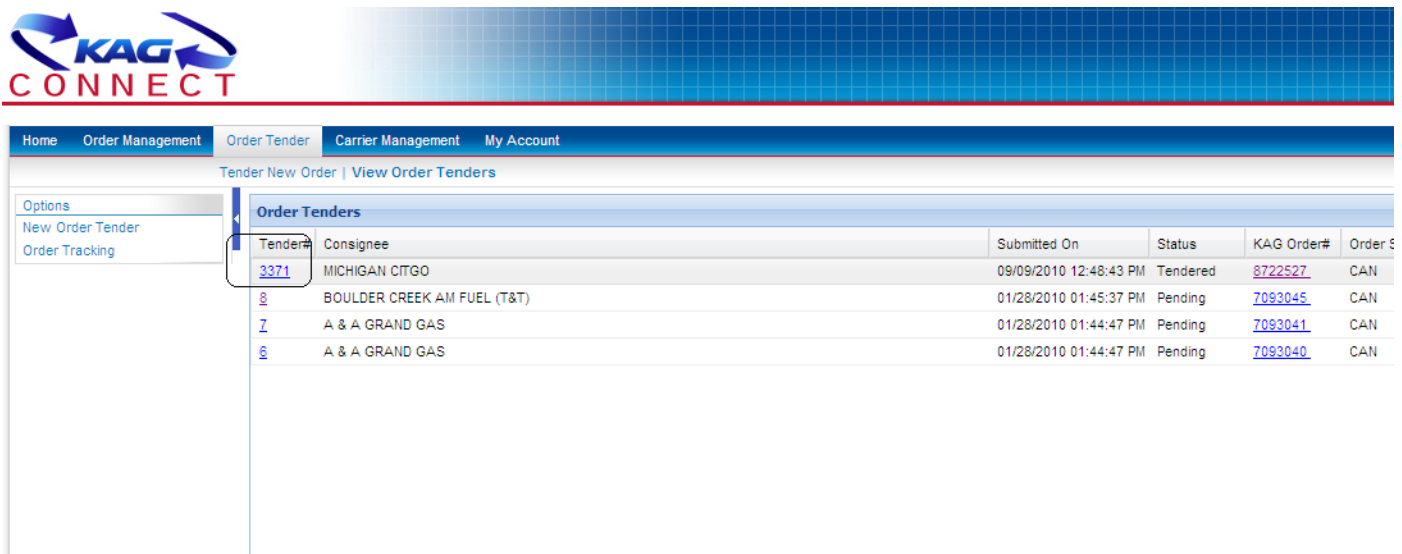 KAG
CONNECT
Home Order Management Order Tender Carrier Management My Account
Tender New Order | View Order Tenders
Options
New Order Tender
Order Tracking
Order Tenders
Tender# Consignee Submitted On Status KAG Order# Order S
3371 MICHIGAN CITGO 09/09/2010 12:48:43 PM Tendered 8722527 CAN
8 BOULDER CREEK AM FUEL (T&T) 01/28/2010 01:45:37 PM Pending 7093045 CAN
7 A & A GRAND GAS 01/28/2010 01:44:47 PM Pending 7093041 CAN
6 A & A GRAND GAS 01/28/2010 01:44:47 PM Pending 7093040 CAN